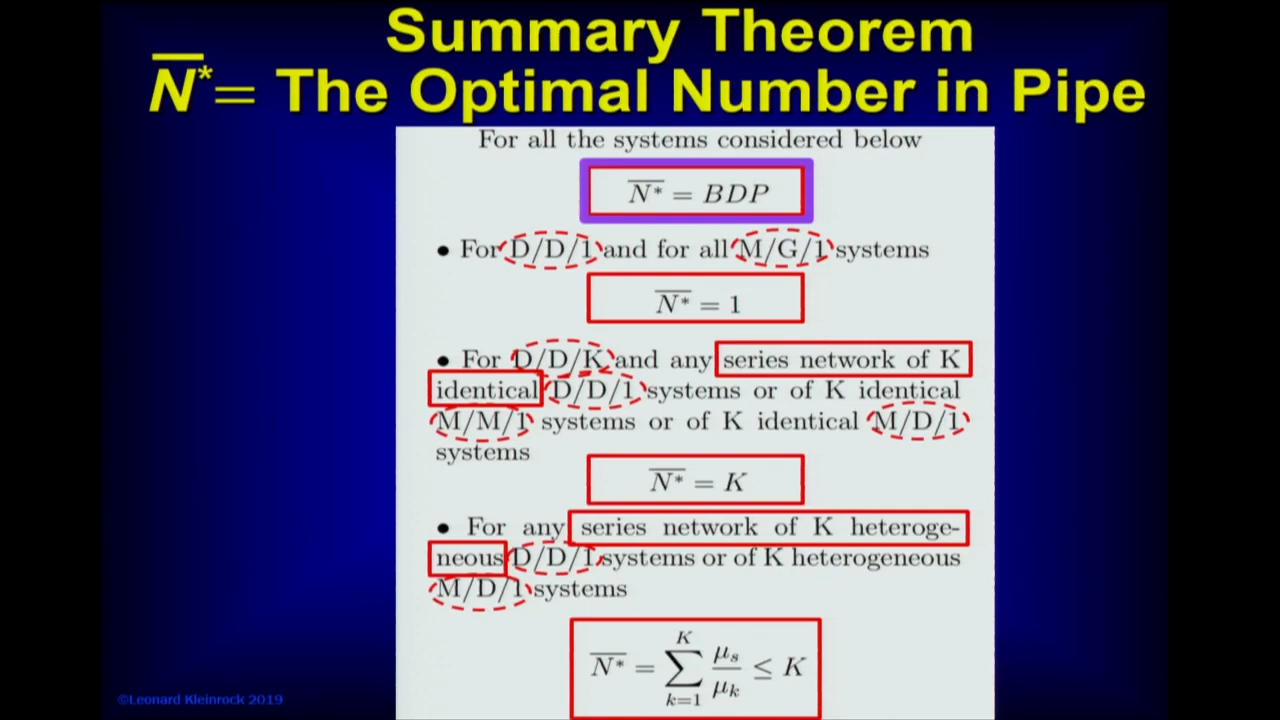 Summary Theorem
N̅* = The Optimal Number in Pipe
For all the systems considered below
N̅* = BDP
• For D/D/1 and for all M/G/1 systems
N̅* = 1
• For D/D/K and any series network of K
identical D/D/1 systems or of K identical
M/M/1 systems or of K identical M/D/1
systems
N̅* = K
• For any series network of K heteroge-
neous D/D/1 systems or of K heterogeneous
M/D/1 systems
N̅* = ∑_{k=1}^{K} μ_s/μ_k ≤ K
©Leonard Kleinrock 2019